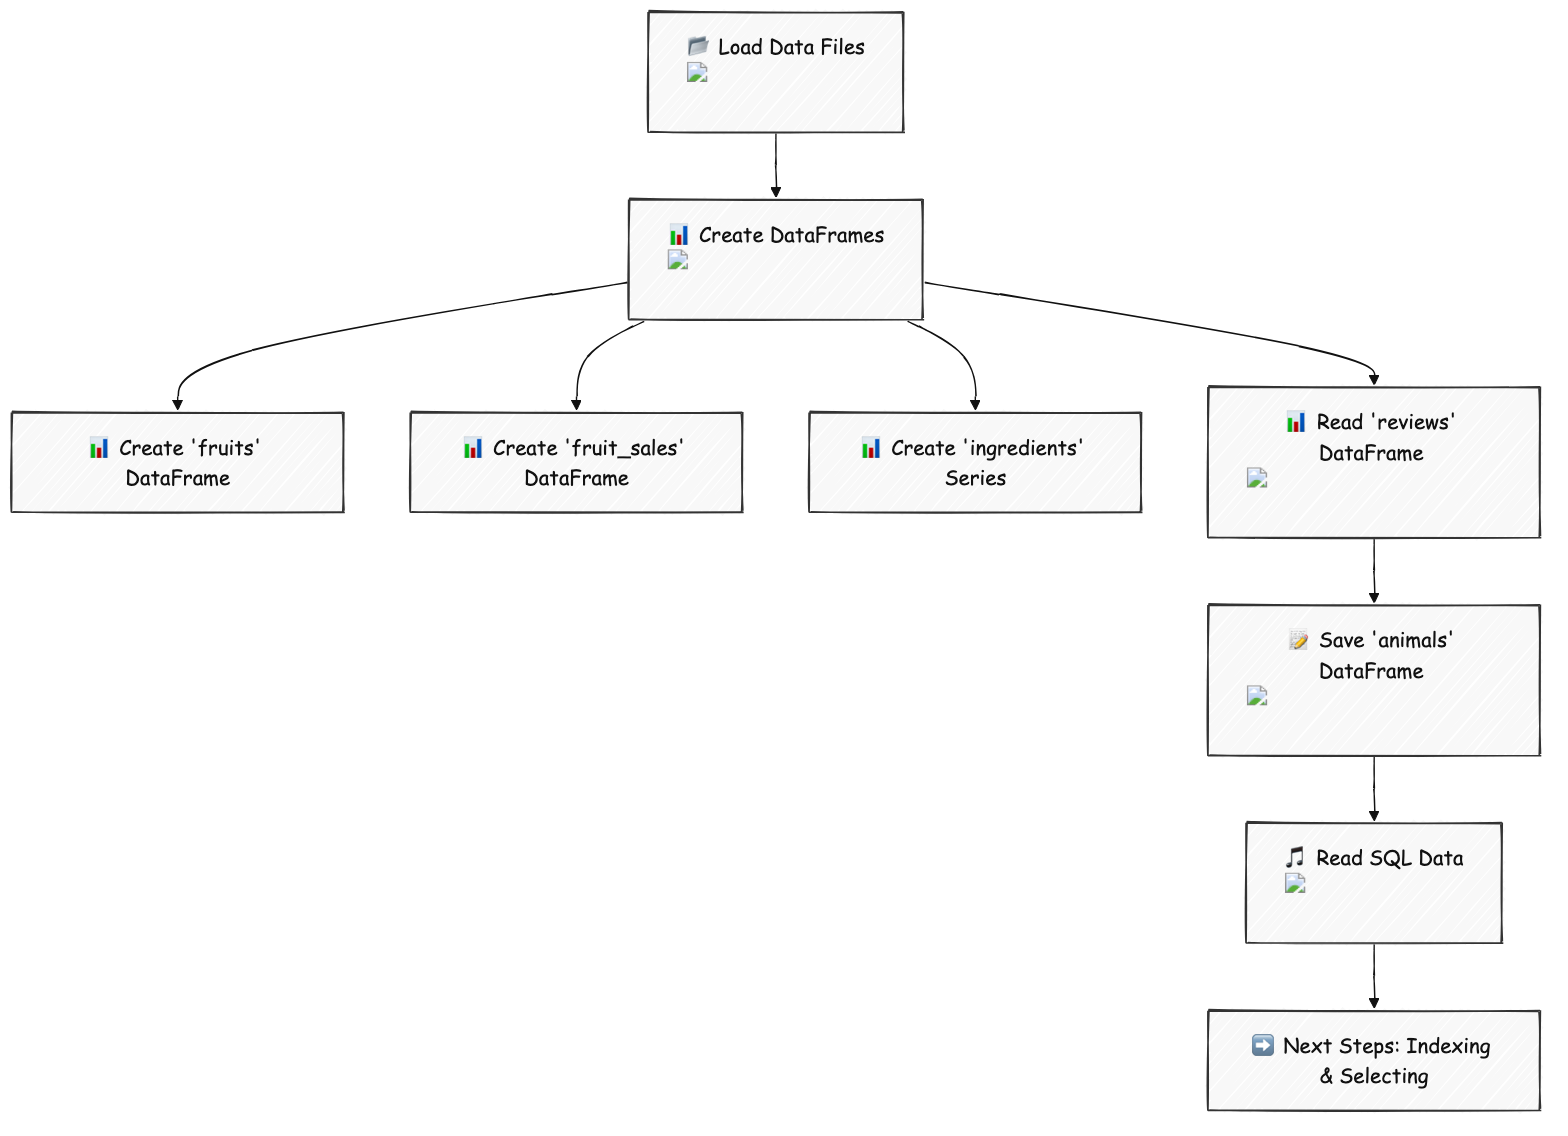 📂 Load Data Files
📊 Create DataFrames
📊 Create 'fruits'
DataFrame
📊 Create 'fruit_sales'
DataFrame
📊 Create 'ingredients'
Series
📊 Read 'reviews'
DataFrame
📝 Save 'animals'
DataFrame
🎵 Read SQL Data
➡️ Next Steps: Indexing
& Selecting